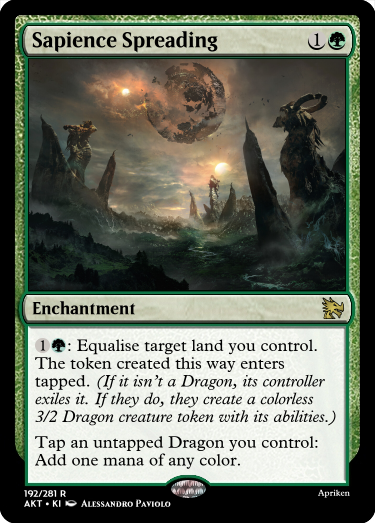 Sapience Spreading 1
Enchantment
1 : Equalise target land you control.
The token created this way enters
tapped. (If it isn't a Dragon, its controller
exiles it. If they do, they create a colorless
3/2 Dragon creature token with its abilities.)
Tap an untapped Dragon you control:
Add one mana of any color.
192/281 R
AKT • KI Alessandro Paviolo
Apriken